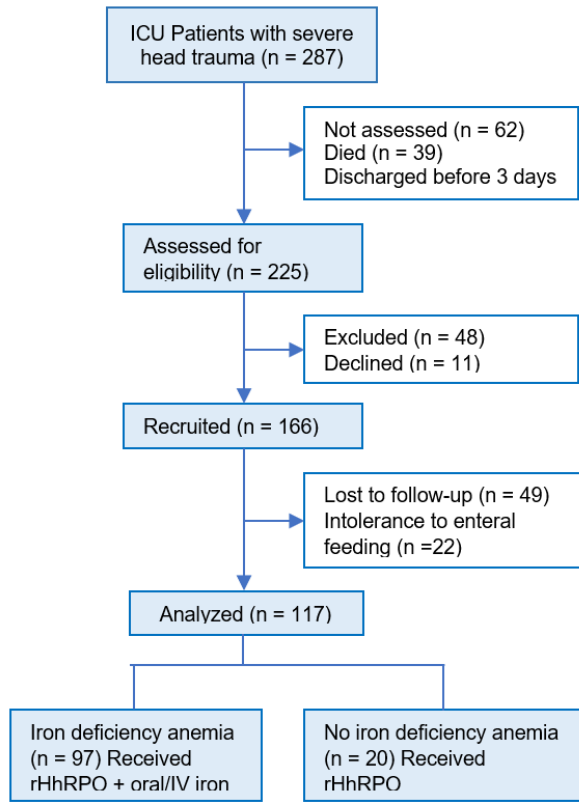 ICU Patients with severe
head trauma (n = 287)
Not assessed (n = 62)
Died (n = 39)
Discharged before 3 days
Assessed for
eligibility (n = 225)
Excluded (n = 48)
Declined (n = 11)
Recruited (n = 166)
Lost to follow-up (n = 49)
Intolerance to enteral
feeding (n =22)
Analyzed (n = 117)
Iron deficiency anemia
(n = 97) Received
rHhRPO + oral/IV iron
No iron deficiency anemia
(n = 20) Received
rHhRPO